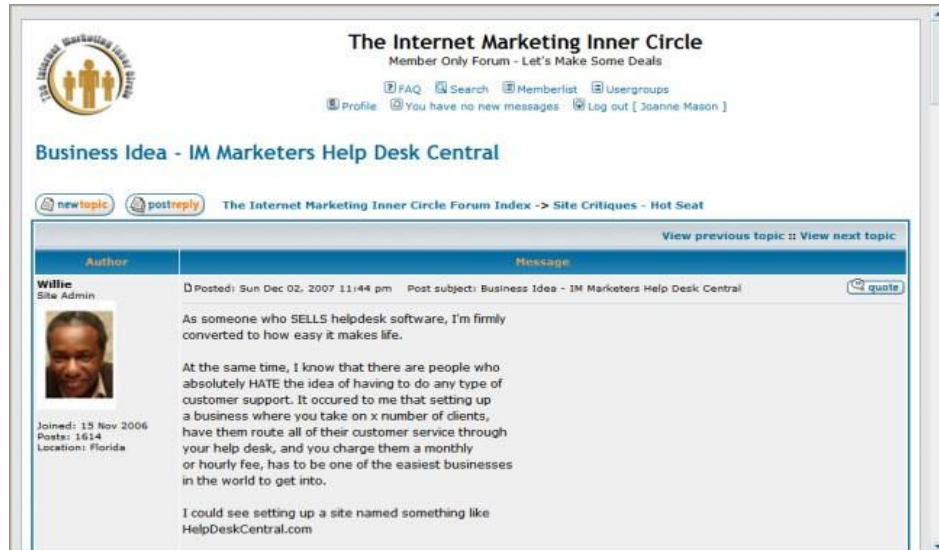 The Internet Marketing Inner Circle
The Internet Marketing Inner Circle
Member Only Forum - Let's Make Some Deals
FAQ Search Memberlist Usergroups
Profile You have no new messages Log out [ Joanne Mason ]
Business Idea - IM Marketers Help Desk Central
newtopic postreply The Internet Marketing Inner Circle Forum Index -> Site Critiques - Hot Seat
View previous topic :: View next topic
Author Message
Willie
Site Admin
Joined: 15 Nov 2006
Posts: 1614
Location: Florida
Posted: Sun Dec 02, 2007 11:44 pm Post subject: Business Idea - IM Marketers Help Desk Central quote
As someone who SELLS helpdesk software, I'm firmly
converted to how easy it makes life.
At the same time, I know that there are people who
absolutely HATE the idea of having to do any type of
customer support. It occured to me that setting up
a business where you take on x number of clients,
have them route all of their customer service through
your help desk, and you charge them a monthly
or hourly fee, has to be one of the easiest businesses
in the world to get into.
I could see setting up a site named something like
HelpDeskCentral.com